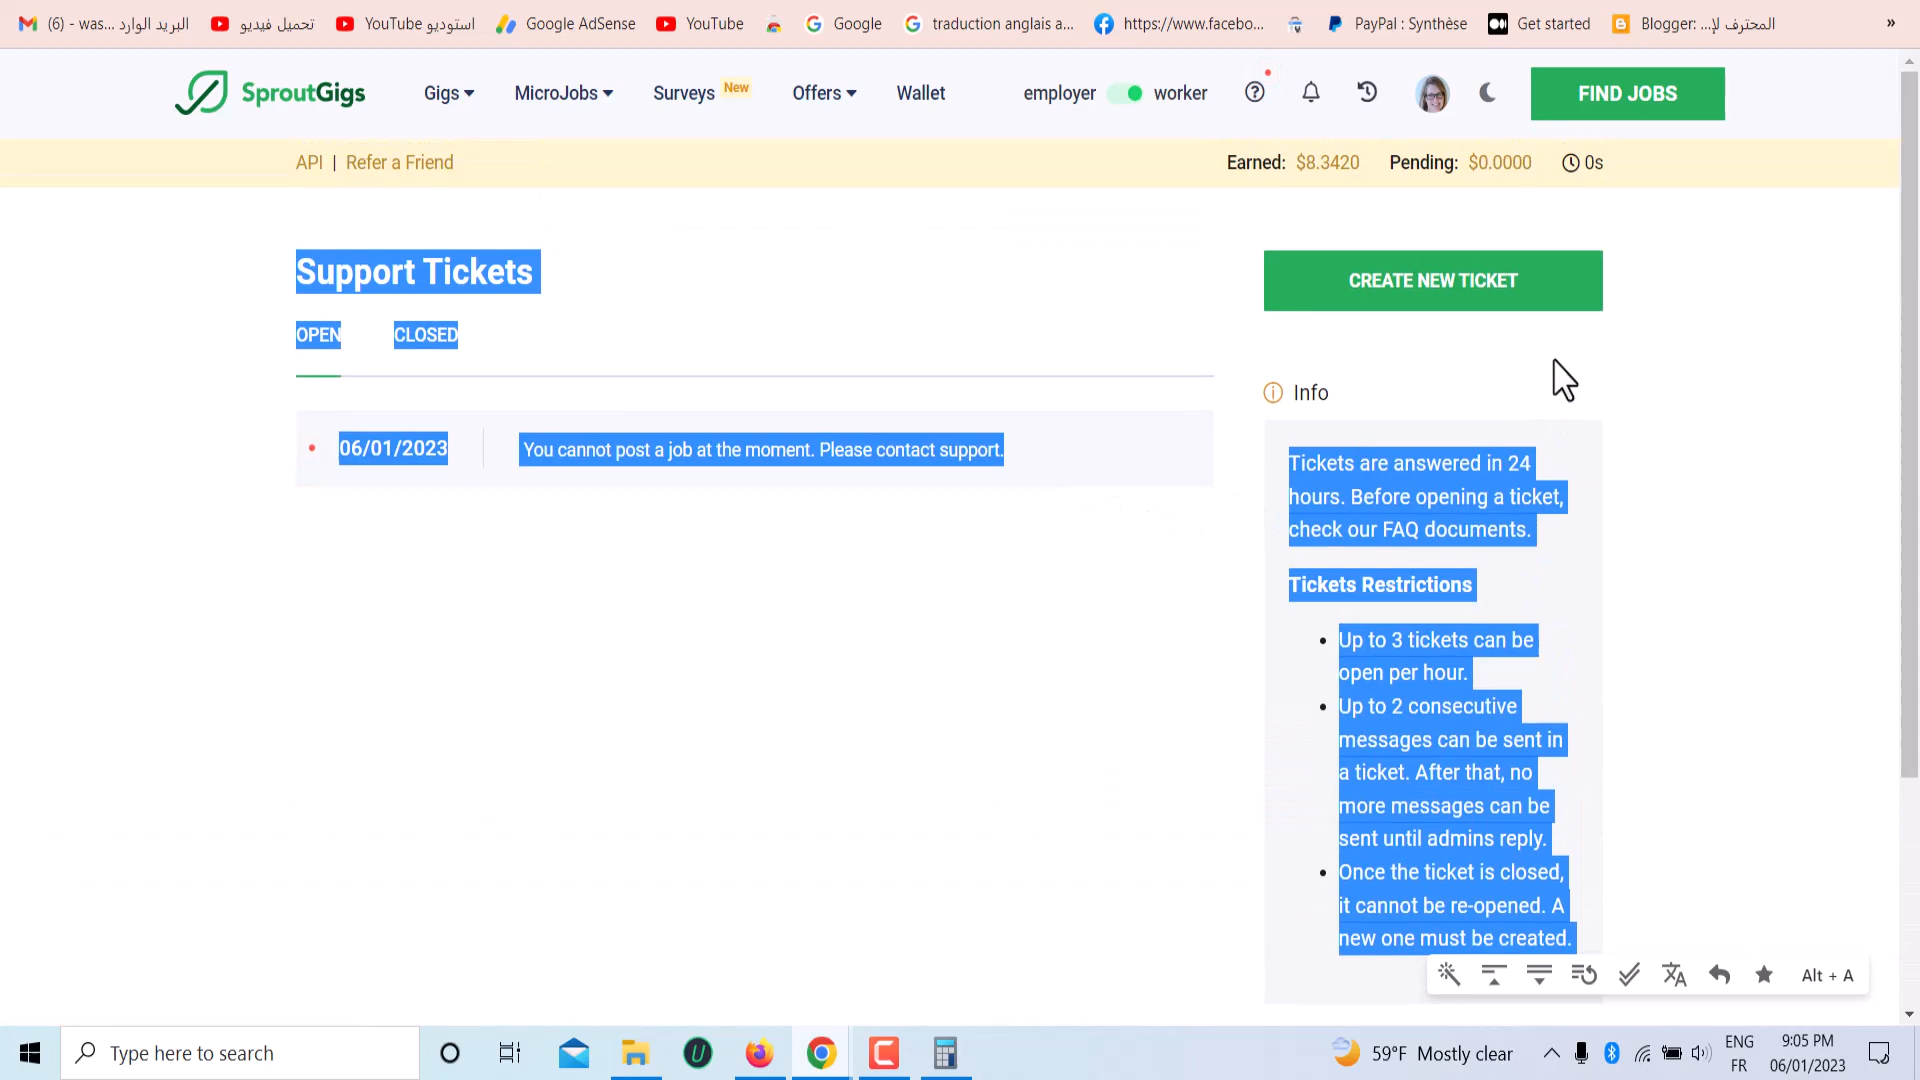 (6) - was... البريد الوارد
تحميل فيديو
استوديو YouTube
Google AdSense
YouTube
Google
traduction anglais a...
https://www.facebo...
PayPal : Synthèse
Get started
Blogger: ...المحترف لإ
»
SproutGigs
Gigs
MicroJobs
Surveys New
Offers
Wallet
employer
worker
FIND JOBS
API | Refer a Friend
Earned: $8.3420
Pending: $0.0000
0s
Support Tickets
CREATE NEW TICKET
OPEN
CLOSED
Info
06/01/2023
You cannot post a job at the moment. Please contact support.
Tickets are answered in 24
hours. Before opening a ticket,
check our FAQ documents.
Tickets Restrictions
Up to 3 tickets can be
open per hour.
Up to 2 consecutive
messages can be sent in
a ticket. After that, no
more messages can be
sent until admins reply.
Once the ticket is closed,
it cannot be re-opened. A
new one must be created.
Alt + A
Type here to search
59°F Mostly clear
ENG
FR
9:05 PM
06/01/2023